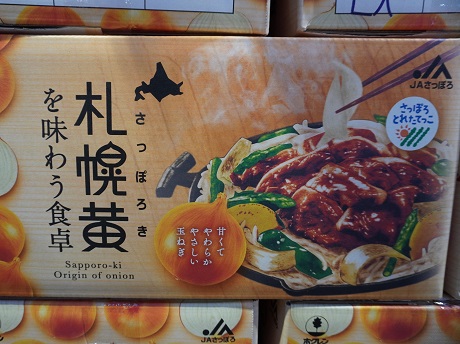 札幌黄
さっぽろき
を味わう食卓
Sapporo-ki
Origin of onion
甘くて
やわらか
やさしい
玉ねぎ
JAさっぽろ
さっぽろ
とれたてっこ
JAさっぽろ
ホクレン